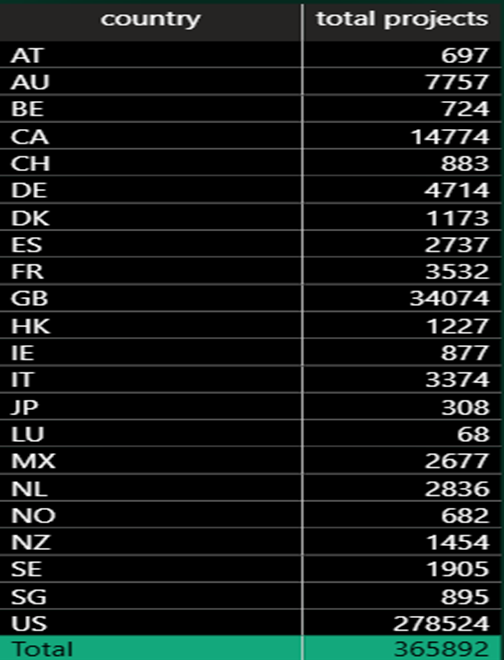 country total projects
AT 697
AU 7757
BE 724
CA 14774
CH 883
DE 4714
DK 1173
ES 2737
FR 3532
GB 34074
HK 1227
IE 877
IT 3374
JP 308
LU 68
MX 2677
NL 2836
NO 682
NZ 1454
SE 1905
SG 895
US 278524
Total 365892